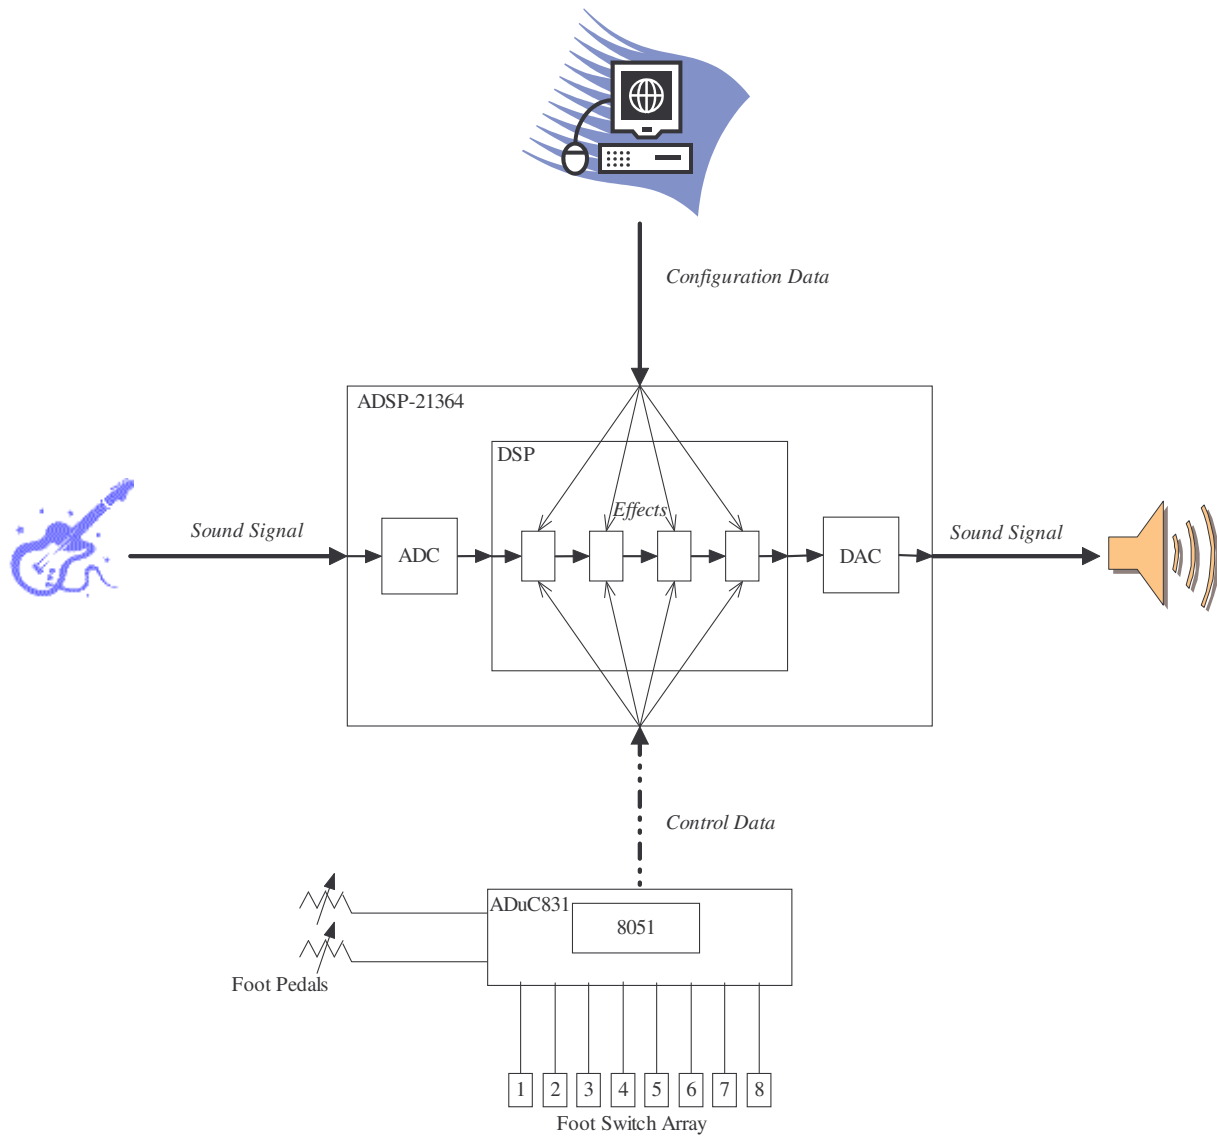 Configuration Data
ADSP-21364
DSP
Effects
Sound Signal
ADC
DAC
Sound Signal
Control Data
ADuC831
8051
Foot Pedals
1 2 3 4 5 6 7 8
Foot Switch Array